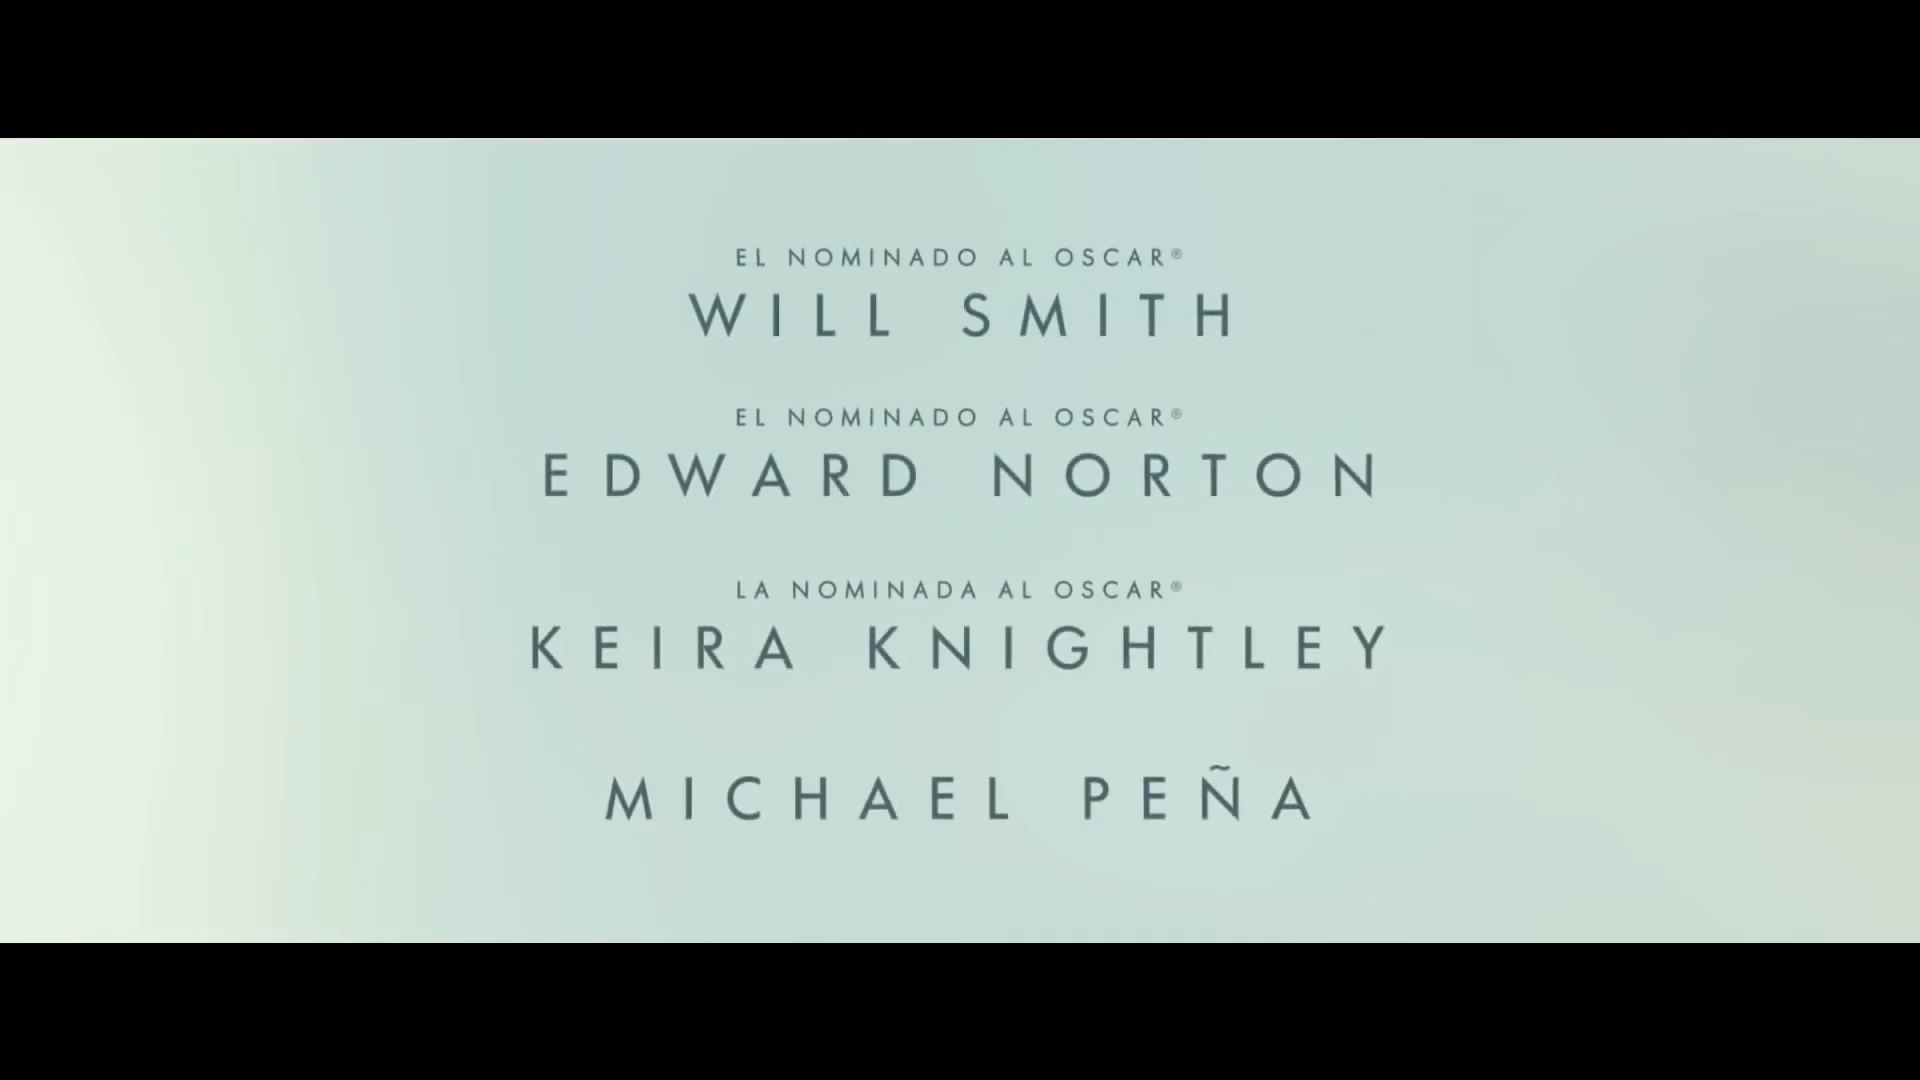 EL NOMINADO AL OSCAR®
WILL SMITH
EL NOMINADO AL OSCAR®
EDWARD NORTON
LA NOMINADA AL OSCAR®
KEIRA KNIGHTLEY
MICHAEL PEÑA